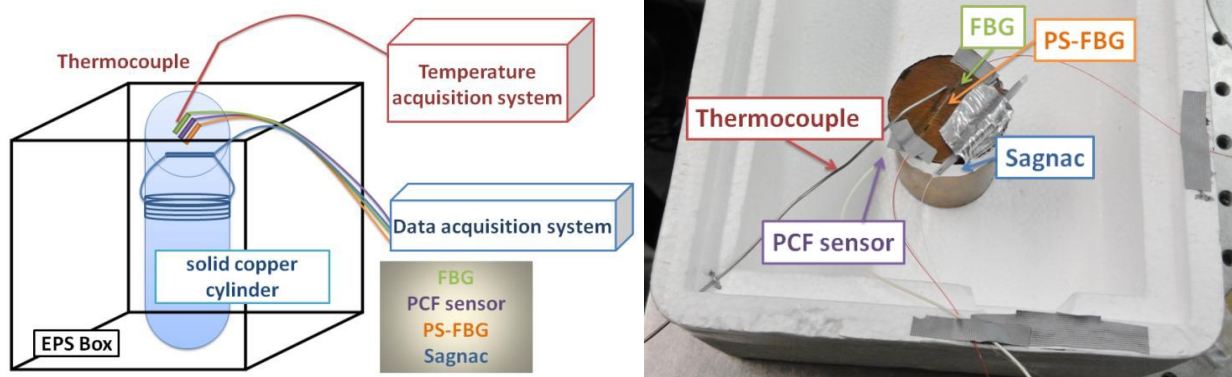 Thermocouple
Temperature
acquisition system
Data acquisition system
solid copper
cylinder
FBG
PCF sensor
PS-FBG
Sagnac
EPS Box
FBG
PS-FBG
Thermocouple
Sagnac
PCF sensor